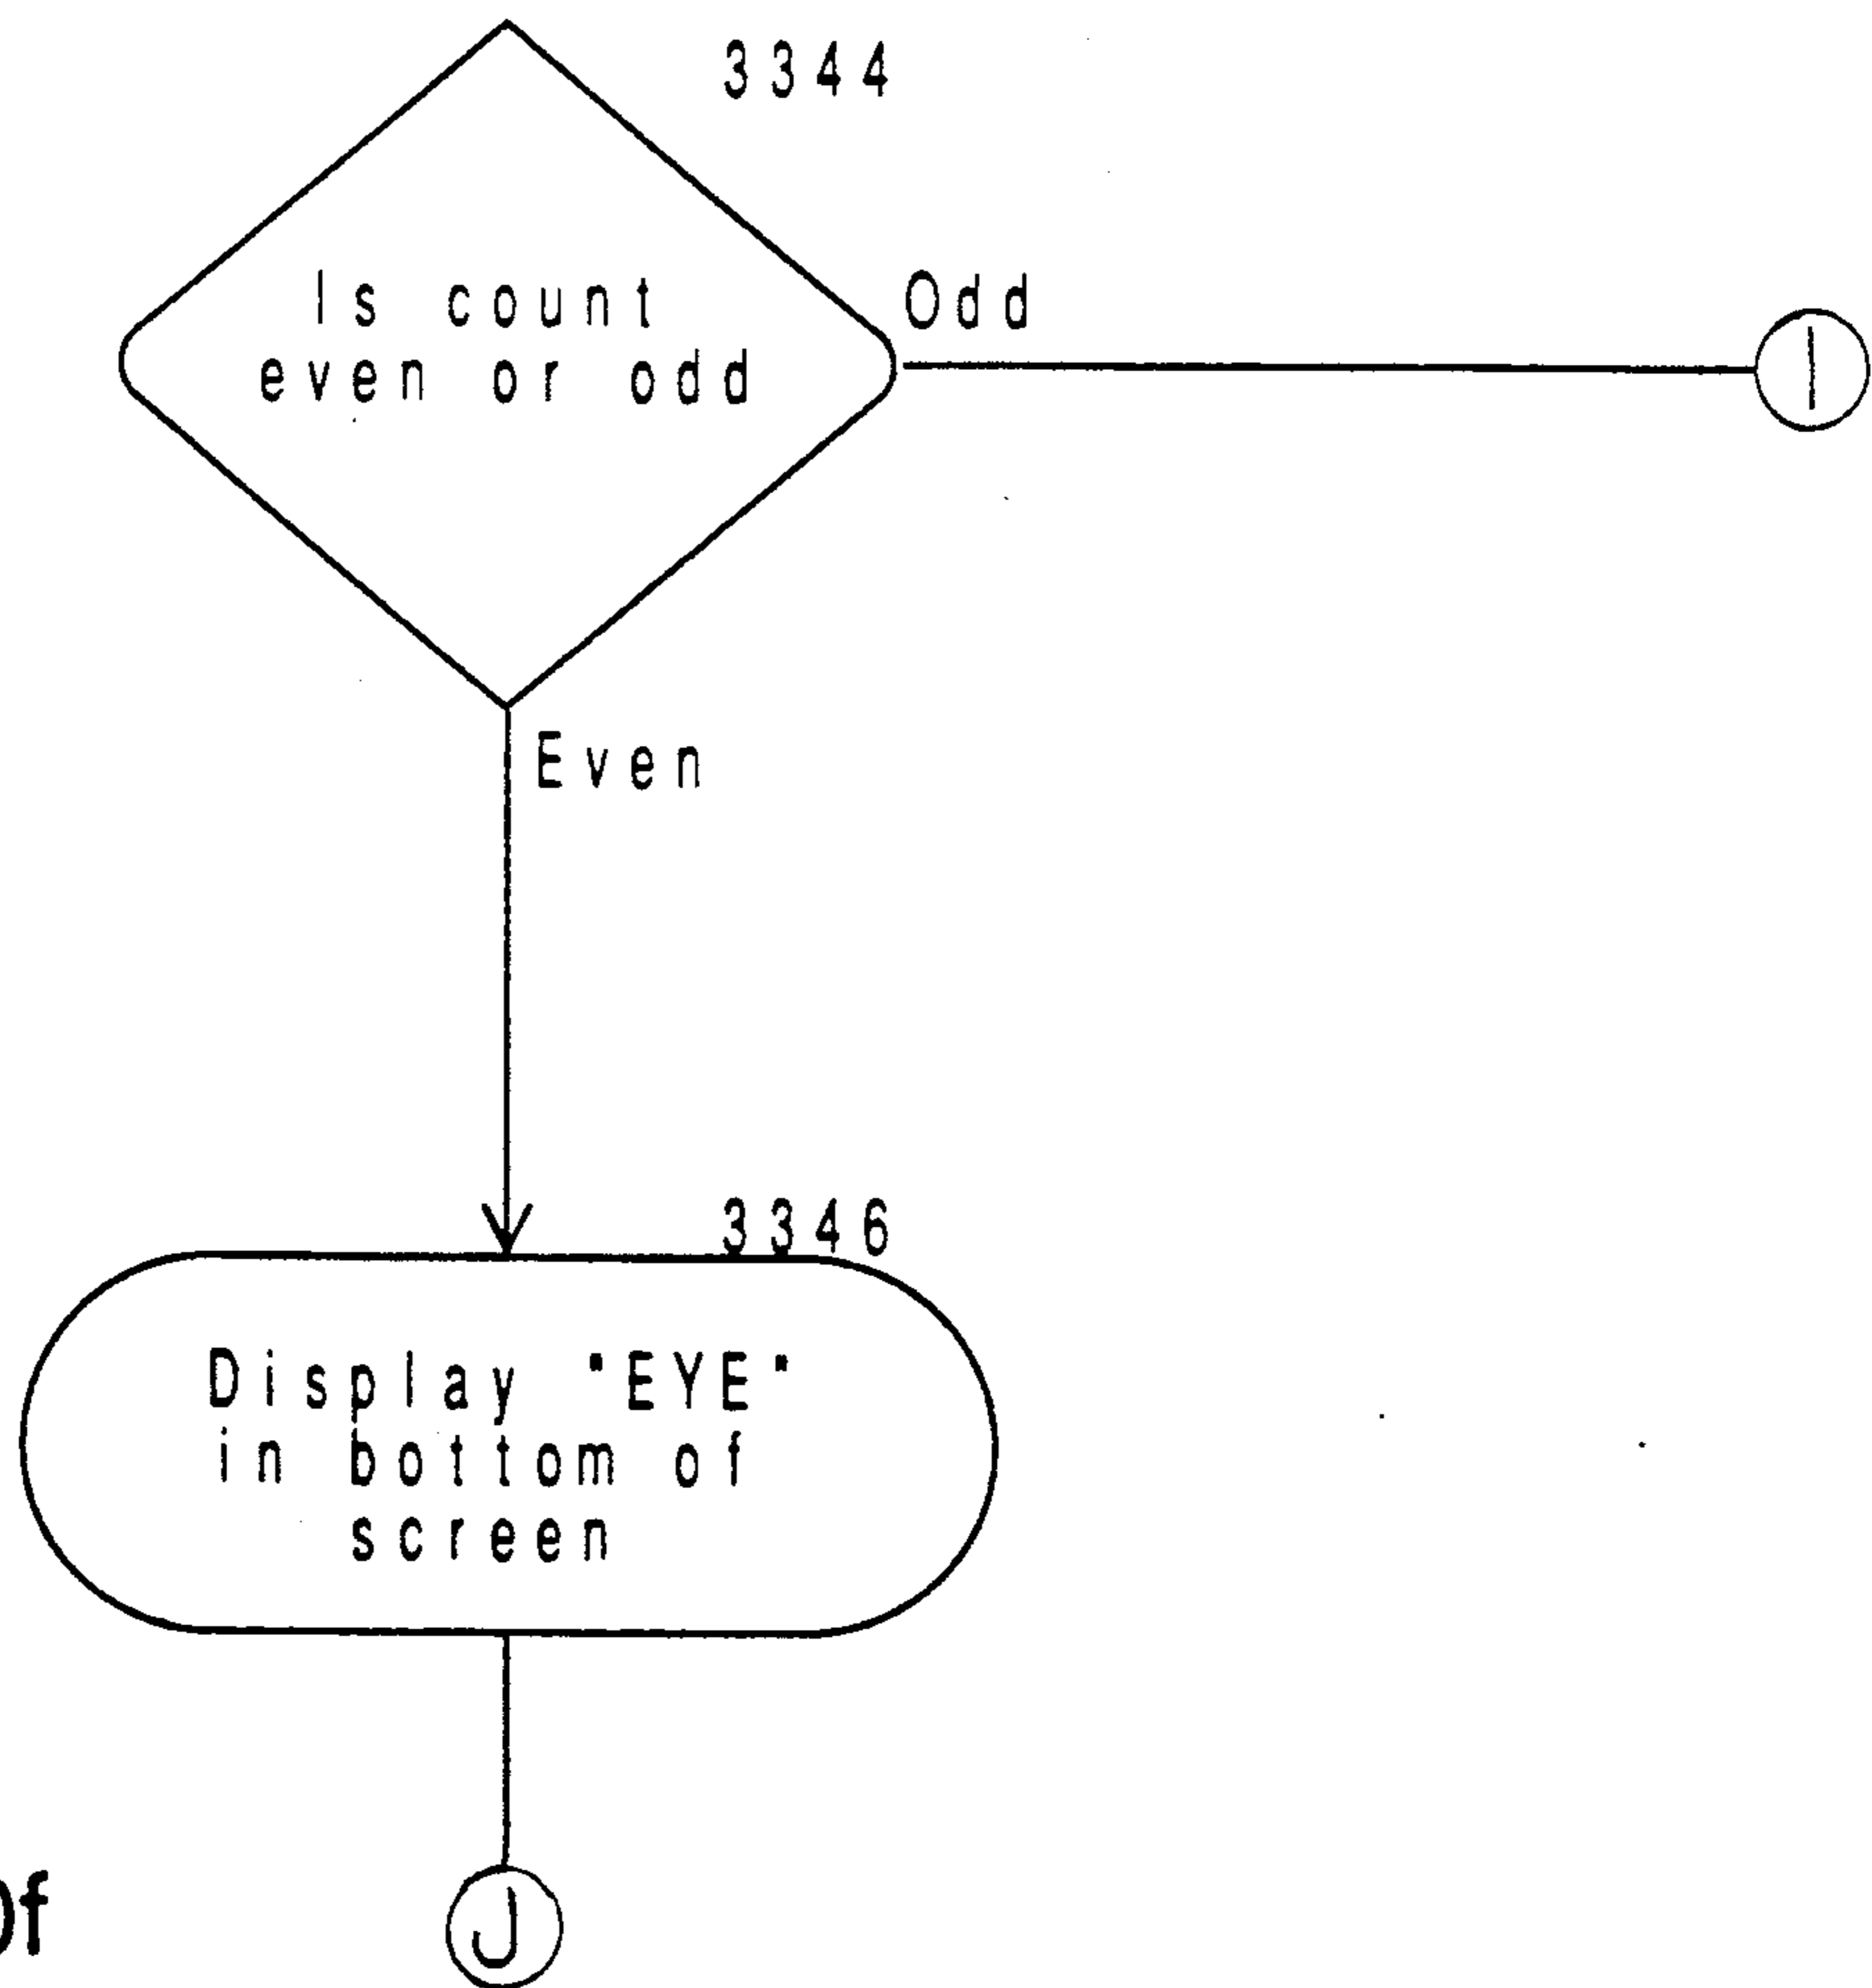 3344
Is count
even or odd
Odd
I
Even
3346
Display "EYE"
in bottom of
screen
J